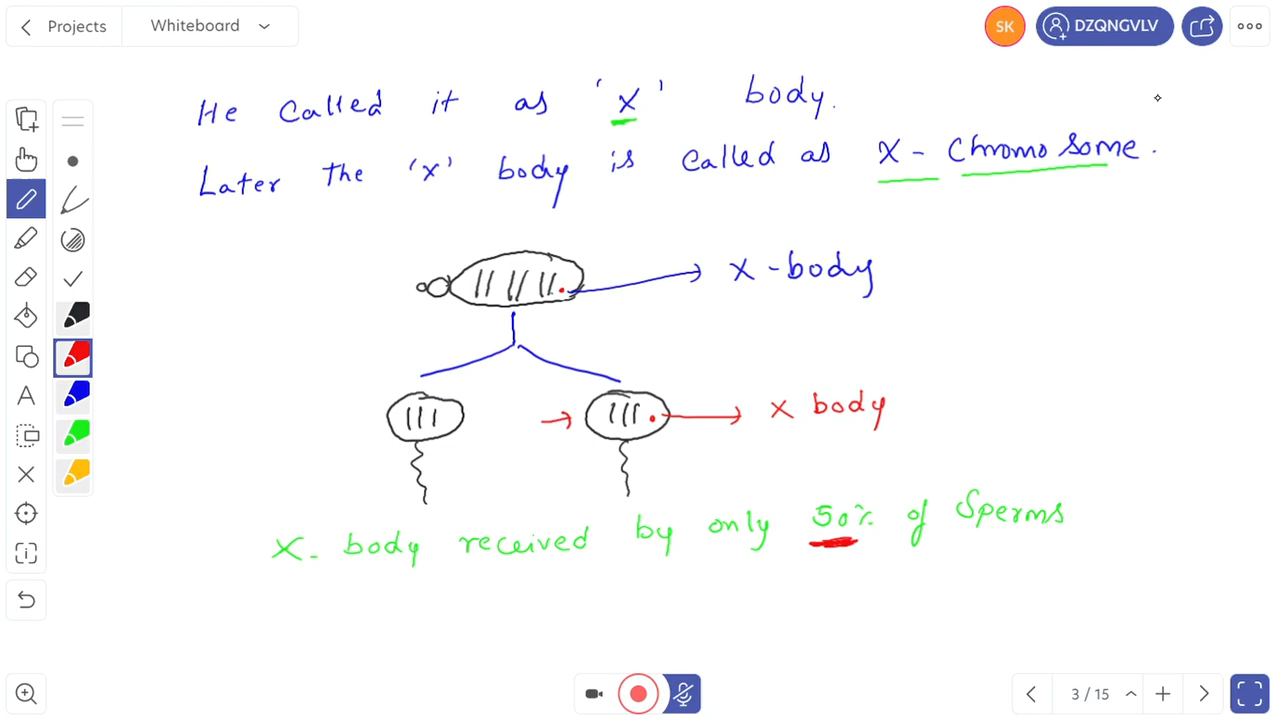 Projects
Whiteboard
SK
DZQNGVLV
He called it as 'X' body.
Later the 'x' body is called as X - Chromosome.
X - body
X body
X - body received by only 50% of Sperms
A
3 / 15